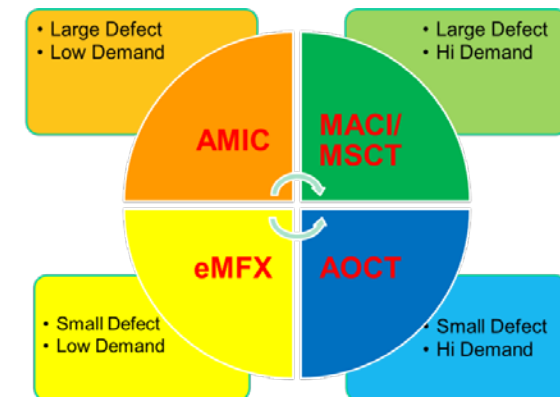 • Large Defect
• Low Demand
• Large Defect
• Hi Demand
AMIC
MACI/
MSCT
eMFX
AOCT
• Small Defect
• Low Demand
• Small Defect
• Hi Demand